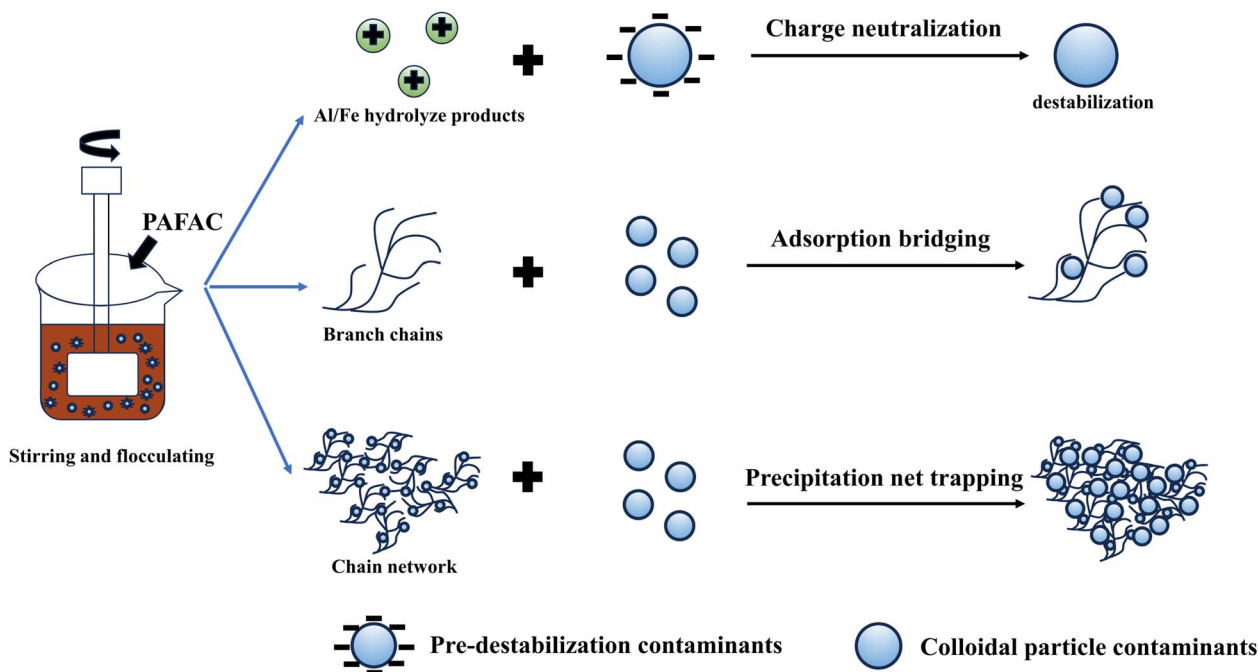 Charge neutralization
destabilization
Al/Fe hydrolyze products
PAFAC
Adsorption bridging
Branch chains
Stirring and flocculating
Precipitation net trapping
Chain network
Pre-destabilization contaminants
Colloidal particle contaminants